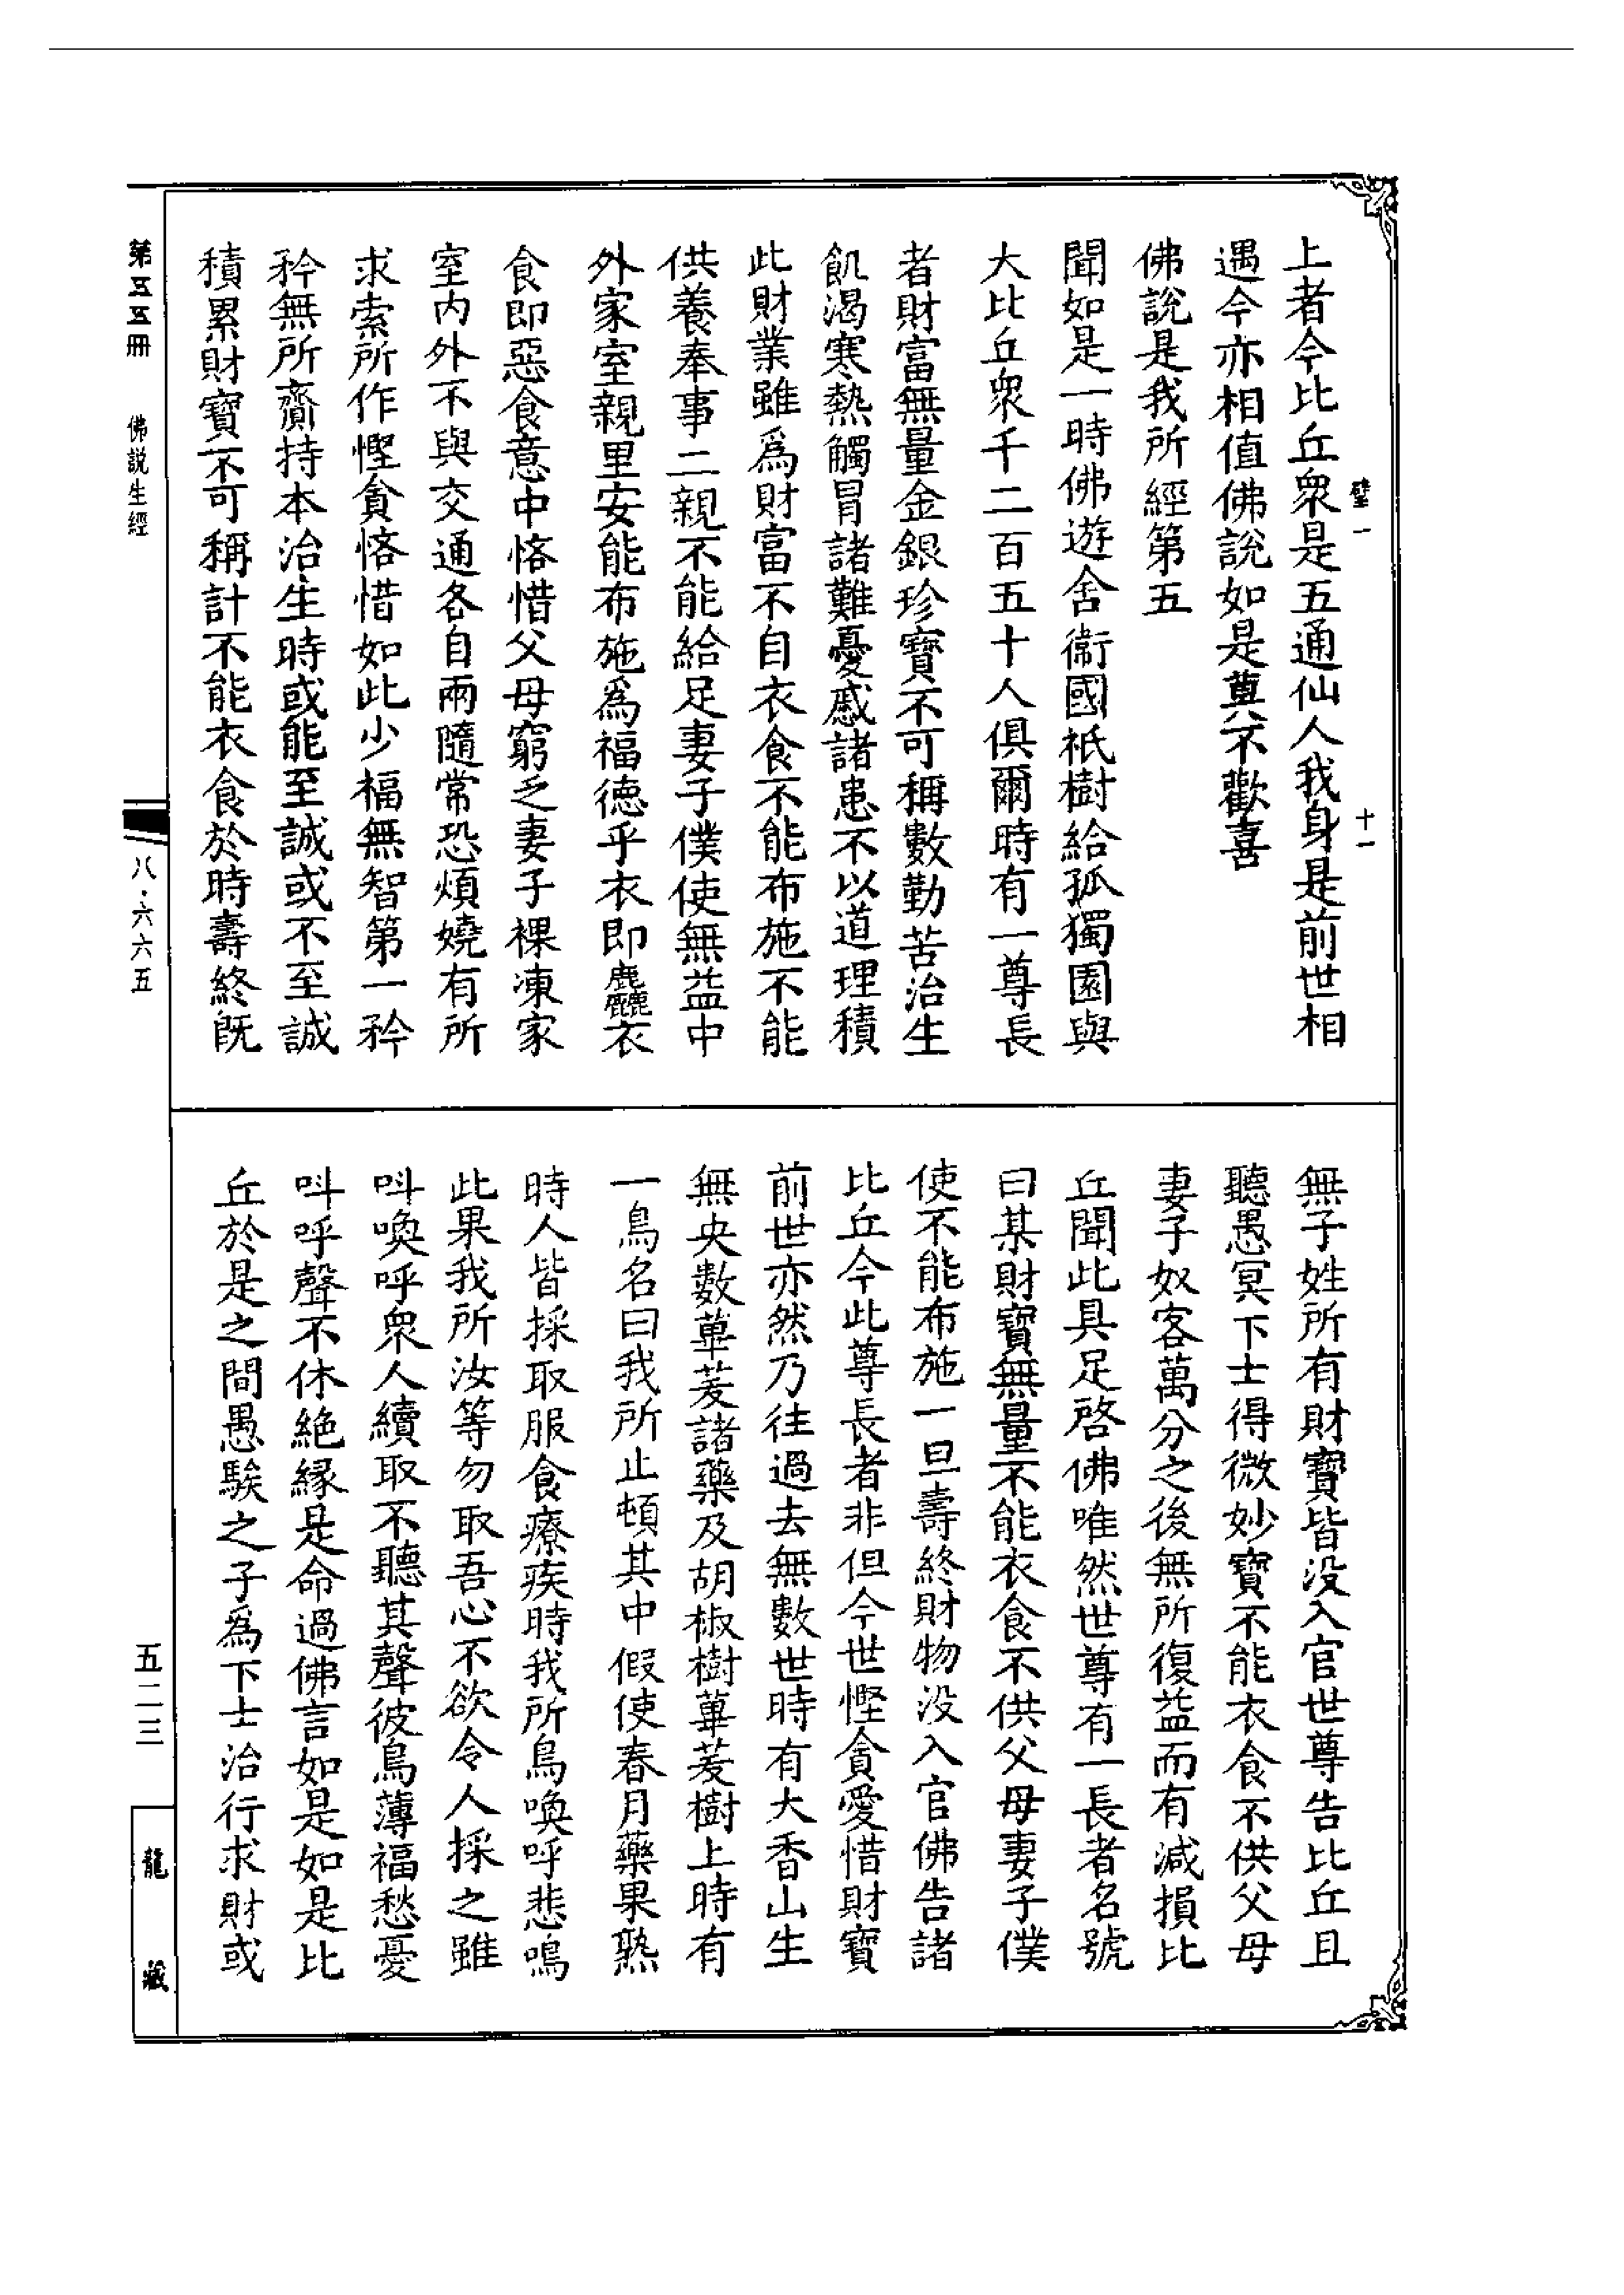 璧一
十一
上者今比丘衆是五通仙人我身是前世相
遇今亦相值佛說如是莫不歡喜
佛說是我所經第五
聞如是一時佛遊舍衞國祇樹給孤獨園與
大比丘衆千二百五十人俱爾時有一尊長
者財富無量金銀珍寶不可稱數勤苦治生
飢渴寒熱觸冒諸難憂慼諸患不以道理積
此財業雖爲財富不自衣食不能布施不能
供養奉事二親不能給足妻子僕使無益中
外家室親里安能布施爲福德乎衣即麤衣
食即惡食意中悋惜父母窮乏妻子裸凍家
室内外不與交通各自兩隨常恐煩嬈有所
求索所作慳貪悋惜如此少福無智第一矜
矜無所齎持本治生時或能至誠或不至誠
積累財寶不可稱計不能衣食於時壽終既
無子姓所有財寶皆没入官世尊告比丘且
聽愚冥下士得微妙寶不能衣食不供父母
妻子奴客萬分之後無所復益而有減損比
丘聞此具足啓佛唯然世尊有一長者名號
曰某財寶無量不能衣食不供父母妻子僕
使不能布施一旦壽終財物没入官佛告諸
比丘今此尊長者非但今世慳貪愛惜財寶
前世亦然乃往過去無數世時有大香山生
無央數蓽茇諸藥及胡椒樹蓽茇樹上時有
一鳥名曰我所止頓其中假使春月藥果熟
時人皆採取服食療疾時我所鳥喚呼悲鳴
此果我所汝等勿取吾心不欲令人採之雖
呌喚呼衆人續取不聽其聲彼鳥薄福愁憂
呌呼聲不休絶緣是命過佛言如是如是比
丘於是之間愚騃之子爲下士治行求財或
第五五冊
佛説生經
八·六六五
五二三
龍藏